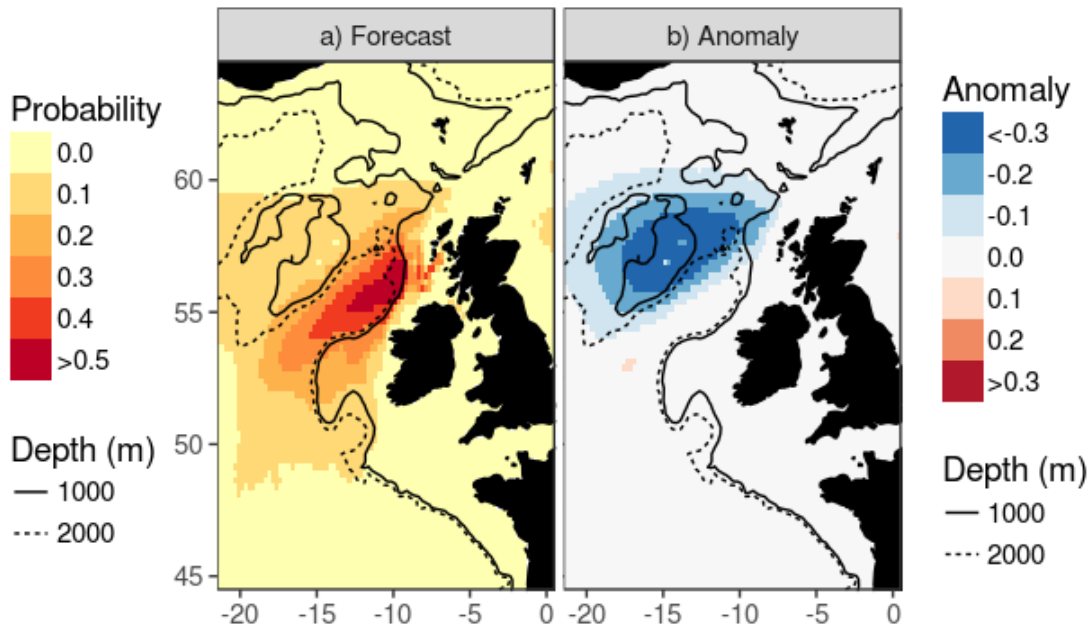 a) Forecast
b) Anomaly
Probability
0.0
0.1
0.2
0.3
0.4
>0.5
Depth (m)
1000
2000
60
55
50
45
-20 -15 -10 -5 0
-20 -15 -10 -5 0
Anomaly
<-0.3
-0.2
-0.1
0.0
0.1
0.2
>0.3
Depth (m)
1000
2000